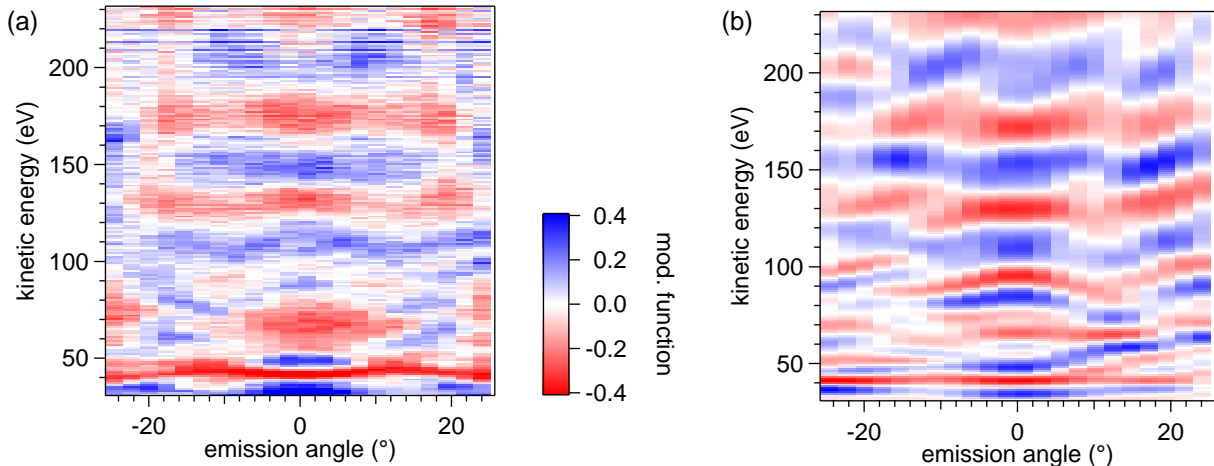 (a)
kinetic energy (eV)
200
150
100
50
-20
0
20
emission angle (°)
0.4
0.2
0.0
-0.2
-0.4
mod. function
(b)
kinetic energy (eV)
200
150
100
50
-20
0
20
emission angle (°)